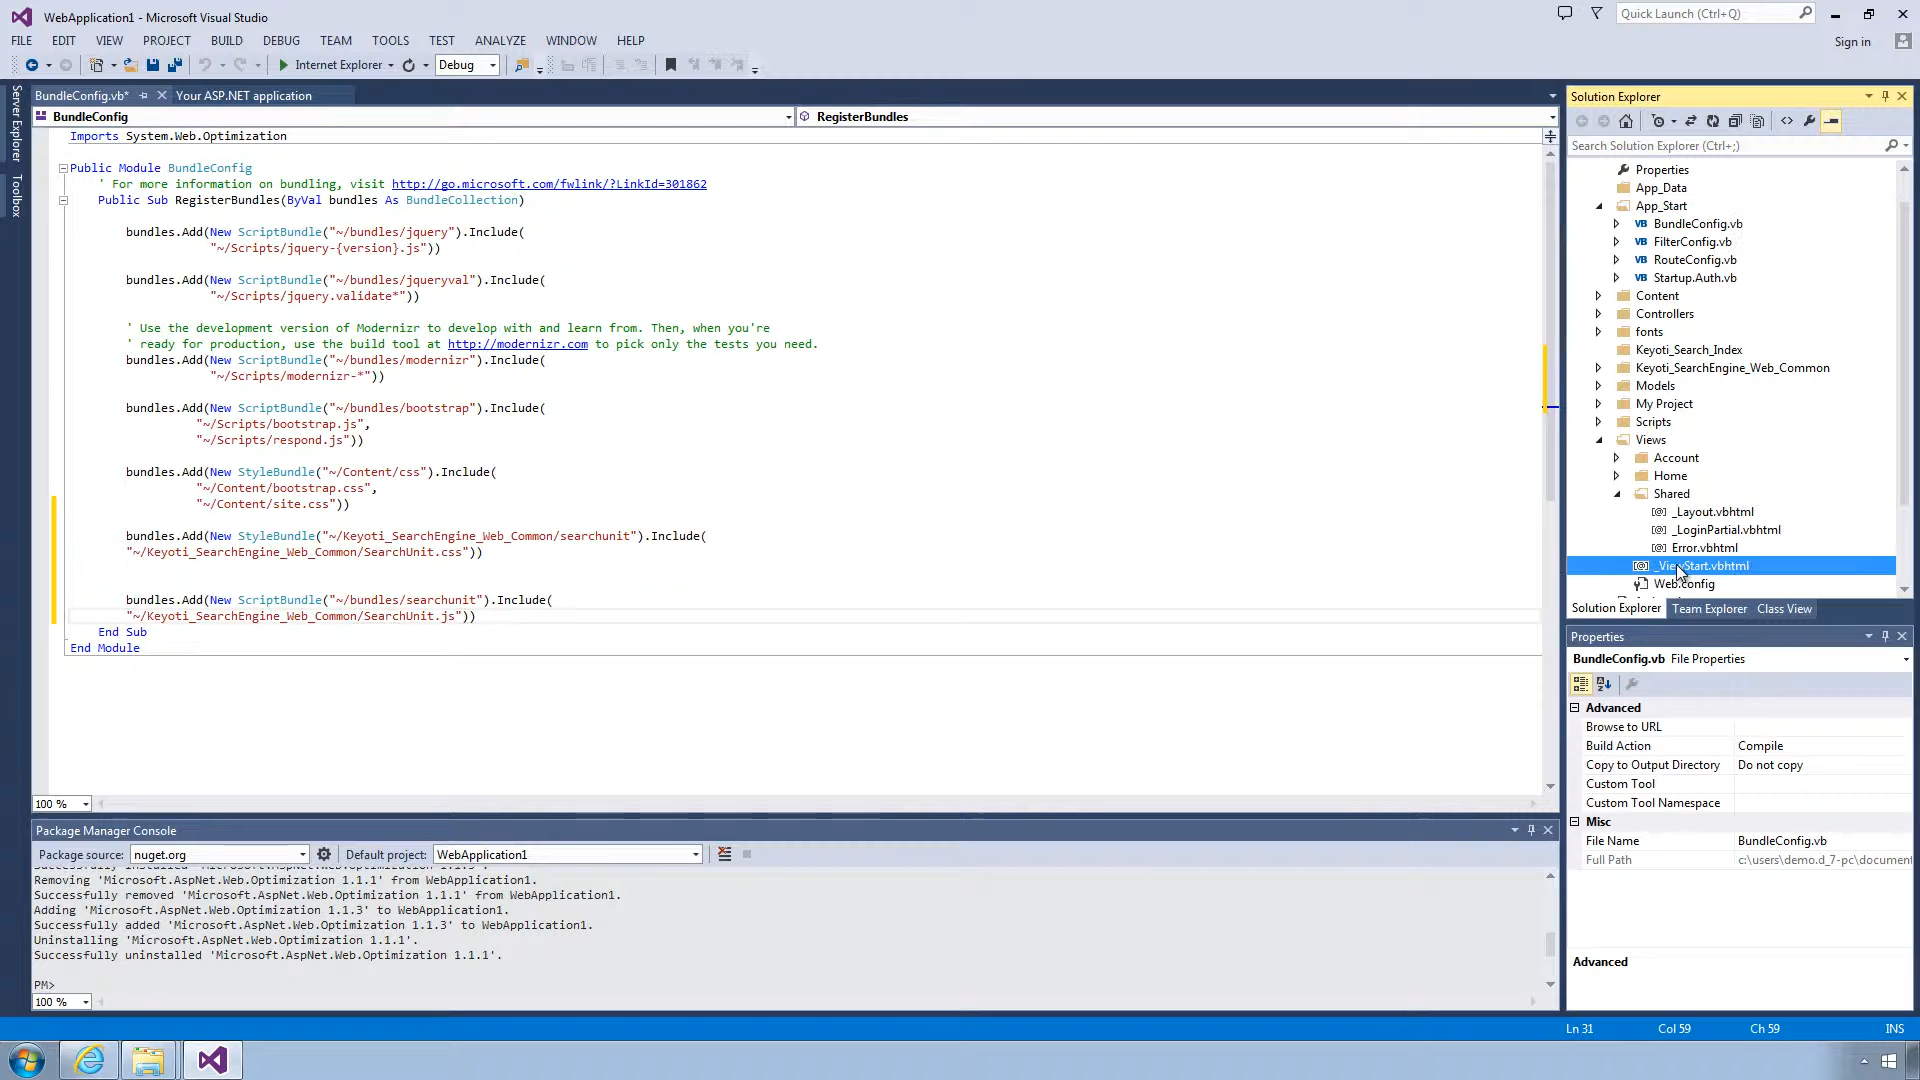 WebApplication1 - Microsoft Visual Studio
Quick Launch (Ctrl+Q)
FILE EDIT VIEW PROJECT BUILD DEBUG TEAM TOOLS TEST ANALYZE WINDOW HELP
Sign in
Internet Explorer
Debug
Server Explorer
Toolbox
BundleConfig.vb*
Your ASP.NET application
BundleConfig
RegisterBundles
Imports System.Web.Optimization
Public Module BundleConfig
' For more information on bundling, visit http://go.microsoft.com/fwlink/?LinkId=301862
Public Sub RegisterBundles(ByVal bundles As BundleCollection)
bundles.Add(New ScriptBundle("~/bundles/jquery").Include(
"~/Scripts/jquery-{version}.js"))
bundles.Add(New ScriptBundle("~/bundles/jqueryval").Include(
"~/Scripts/jquery.validate*"))
' Use the development version of Modernizr to develop with and learn from. Then, when you're
' ready for production, use the build tool at http://modernizr.com to pick only the tests you need.
bundles.Add(New ScriptBundle("~/bundles/modernizr").Include(
"~/Scripts/modernizr-*"))
bundles.Add(New ScriptBundle("~/bundles/bootstrap").Include(
"~/Scripts/bootstrap.js",
"~/Scripts/respond.js"))
bundles.Add(New StyleBundle("~/Content/css").Include(
"~/Content/bootstrap.css",
"~/Content/site.css"))
bundles.Add(New StyleBundle("~/Keyoti_SearchEngine_Web_Common/searchunit").Include(
"~/Keyoti_SearchEngine_Web_Common/SearchUnit.css"))
bundles.Add(New ScriptBundle("~/bundles/searchunit").Include(
"~/Keyoti_SearchEngine_Web_Common/SearchUnit.js"))
End Sub
End Module
100 %
Package Manager Console
Package source: nuget.org
Default project: WebApplication1
Removing 'Microsoft.AspNet.Web.Optimization 1.1.1' from WebApplication1.
Successfully removed 'Microsoft.AspNet.Web.Optimization 1.1.1' from WebApplication1.
Adding 'Microsoft.AspNet.Web.Optimization 1.1.3' to WebApplication1.
Successfully added 'Microsoft.AspNet.Web.Optimization 1.1.3' to WebApplication1.
Uninstalling 'Microsoft.AspNet.Web.Optimization 1.1.1'.
Successfully uninstalled 'Microsoft.AspNet.Web.Optimization 1.1.1'.
PM>
100 %
Solution Explorer
Search Solution Explorer (Ctrl+;)
Properties
App_Data
App_Start
VB BundleConfig.vb
VB FilterConfig.vb
VB RouteConfig.vb
VB Startup.Auth.vb
Content
Controllers
fonts
Keyoti_Search_Index
Keyoti_SearchEngine_Web_Common
Models
My Project
Scripts
Views
Account
Home
Shared
[@] _Layout.vbhtml
[@] _LoginPartial.vbhtml
[@] Error.vbhtml
[@] _ViewStart.vbhtml
Web.config
Solution Explorer Team Explorer Class View
Properties
BundleConfig.vb File Properties
Advanced
Browse to URL
Build Action Compile
Copy to Output Directory Do not copy
Custom Tool
Custom Tool Namespace
Misc
File Name BundleConfig.vb
Full Path c:\users\demo.d_7-pc\document
Advanced
Ln 31 Col 59 Ch 59 INS